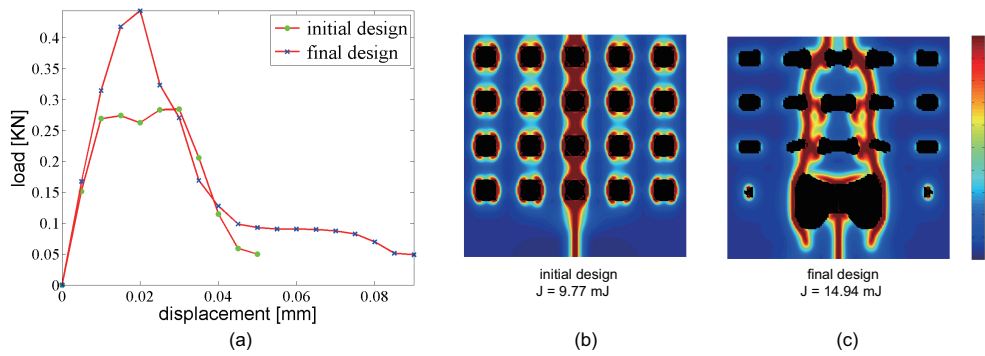 0.4
0.35
0.3
0.25
0.2
0.15
0.1
0.05
0
load [KN]
initial design
final design
0 0.02 0.04 0.06 0.08
displacement [mm]
(a)
initial design
J = 9.77 mJ
(b)
final design
J = 14.94 mJ
(c)